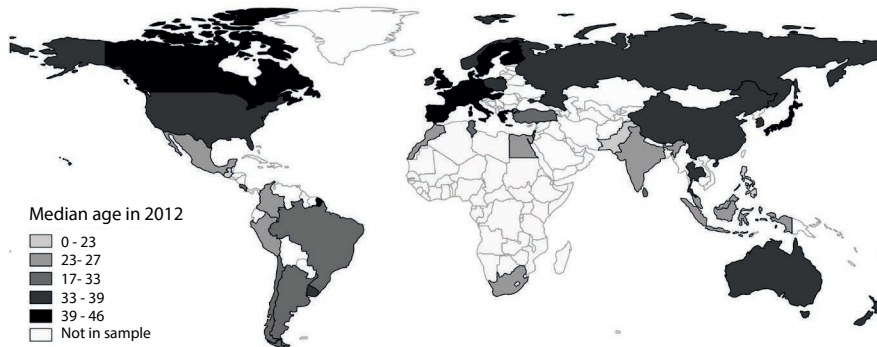 Median age in 2012
0 - 23
23- 27
17- 33
33 - 39
39 - 46
Not in sample